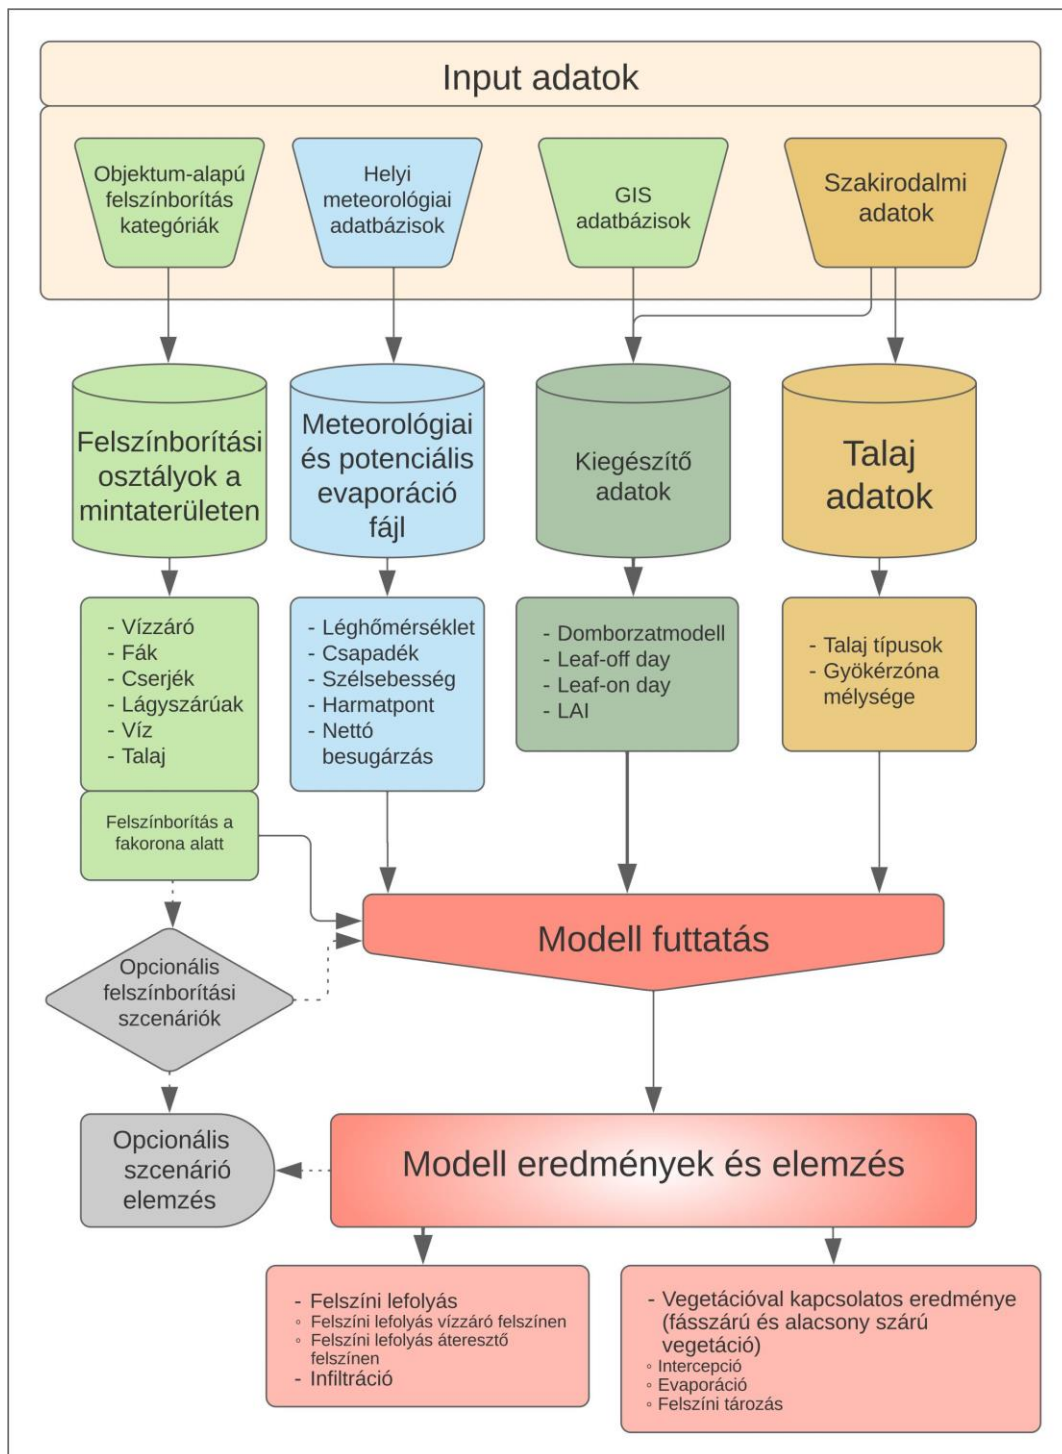 Input adatok
Objektum-alapú
felszínborítás
kategóriák
Helyi
meteorológiai
adatbázisok
GIS
adatbázisok
Szakirodalmi
adatok
Felszínborítási
osztályok a
mintaterületen
Meteorológiai
és potenciális
evaporáció
fájl
Kiegészítő
adatok
Talaj
adatok
- Vízzáró
- Fák
- Cserjék
- Lágyszárúak
- Víz
- Talaj
- Léghőmérséklet
- Csapadék
- Szélsebesség
- Harmatpont
- Nettó
besugárzás
- Domborzatmodell
- Leaf-off day
- Leaf-on day
- LAI
- Talaj típusok
- Gyökérzóna
mélysége
Felszínborítás a
fakorona alatt
Modell futtatás
Opcionális
felszínborítási
szcenáriók
Opcionális
szcenárió
elemzés
Modell eredmények és elemzés
- Felszíni lefolyás
◦ Felszíni lefolyás vízzáró felszínen
◦ Felszíni lefolyás áteresztő
felszínen
- Infiltráció
- Vegetációval kapcsolatos eredménye
(fásszárú és alacsony szárú
vegetáció)
◦ Intercepció
◦ Evaporáció
◦ Felszíni tározás